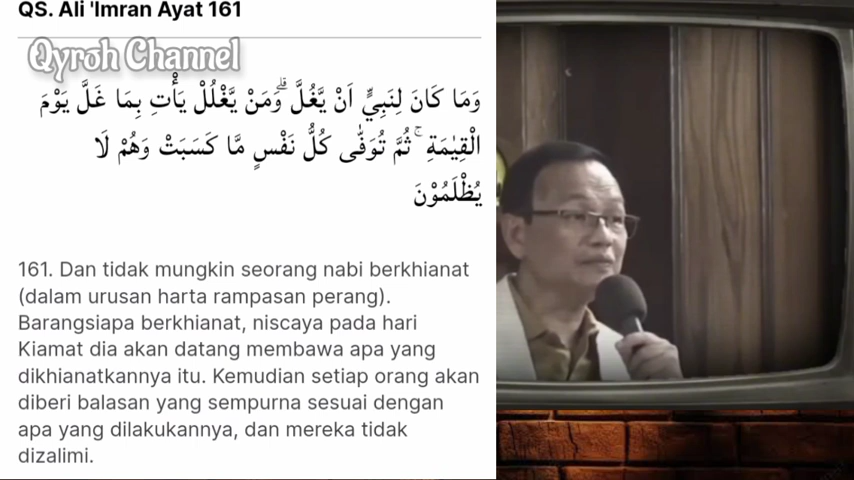 QS. Ali 'Imran Ayat 161
Qyroh Channel
وَمَا كَانَ لِنَبِيٍّ اَنْ يَّغُلَّ ۗوَمَنْ يَّغْلُلْ يَأْتِ بِمَا غَلَّ يَوْمَ
الْقِيٰمَةِ ۚ ثُمَّ تُوَفّٰى كُلُّ نَفْسٍ مَّا كَسَبَتْ وَهُمْ لَا
يُظْلَمُوْنَ
161. Dan tidak mungkin seorang nabi berkhianat
(dalam urusan harta rampasan perang).
Barangsiapa berkhianat, niscaya pada hari
Kiamat dia akan datang membawa apa yang
dikhianatkannya itu. Kemudian setiap orang akan
diberi balasan yang sempurna sesuai dengan
apa yang dilakukannya, dan mereka tidak
dizalimi.